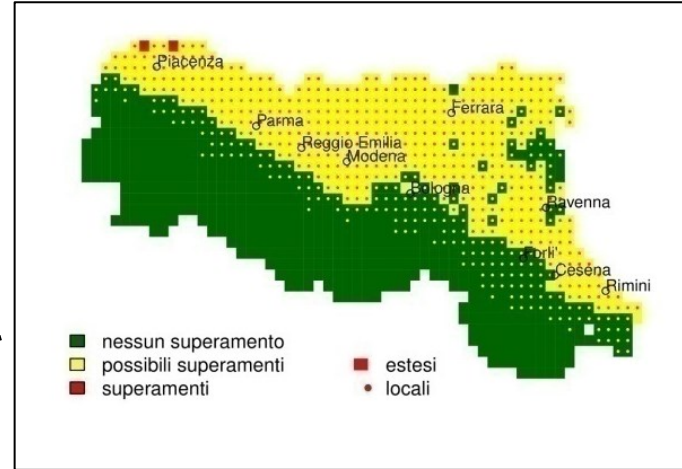 Piacenza
Ferrara
Parma
Reggio Emilia
Modena
Bologna
Ravenna
Forli'
Cesena
Rimini
nessun superamento
possibili superamenti
estesi
superamenti
locali